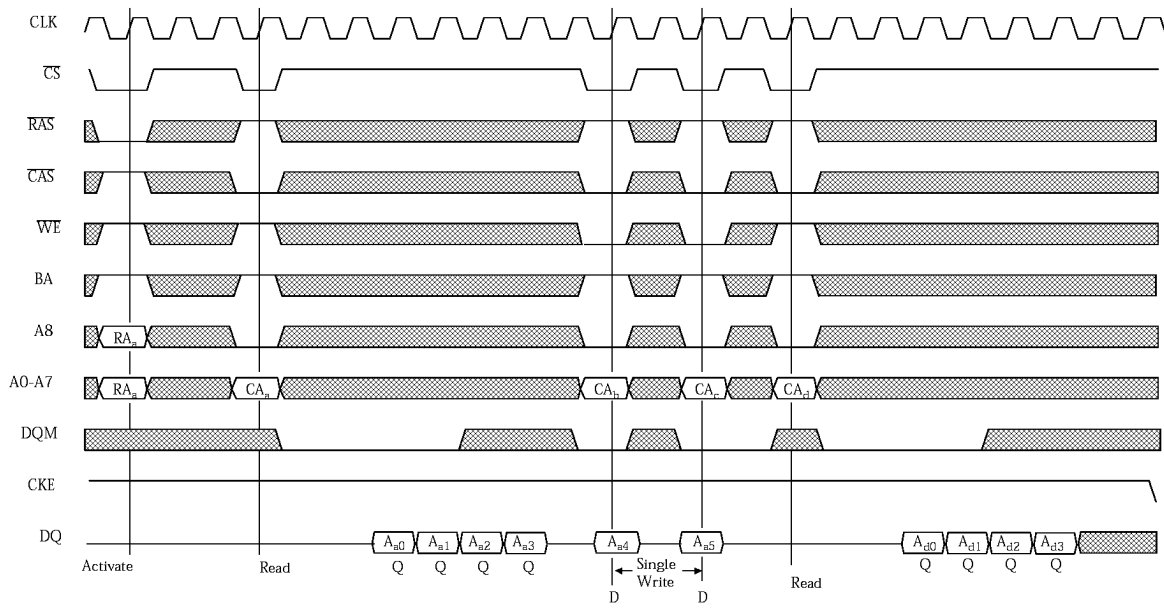 CLK
CS
RAS
CAS
WE
BA
A8 RAa
A0-A7 RAa CAa CAb CAc CAd
DQM
CKE
DQ Aa0 Aa1 Aa2 Aa3 Aa4 Aa5 Ad0 Ad1 Ad2 Ad3
Q Q Q Q Q Q Q Q
Activate Read Single Write Read
D D